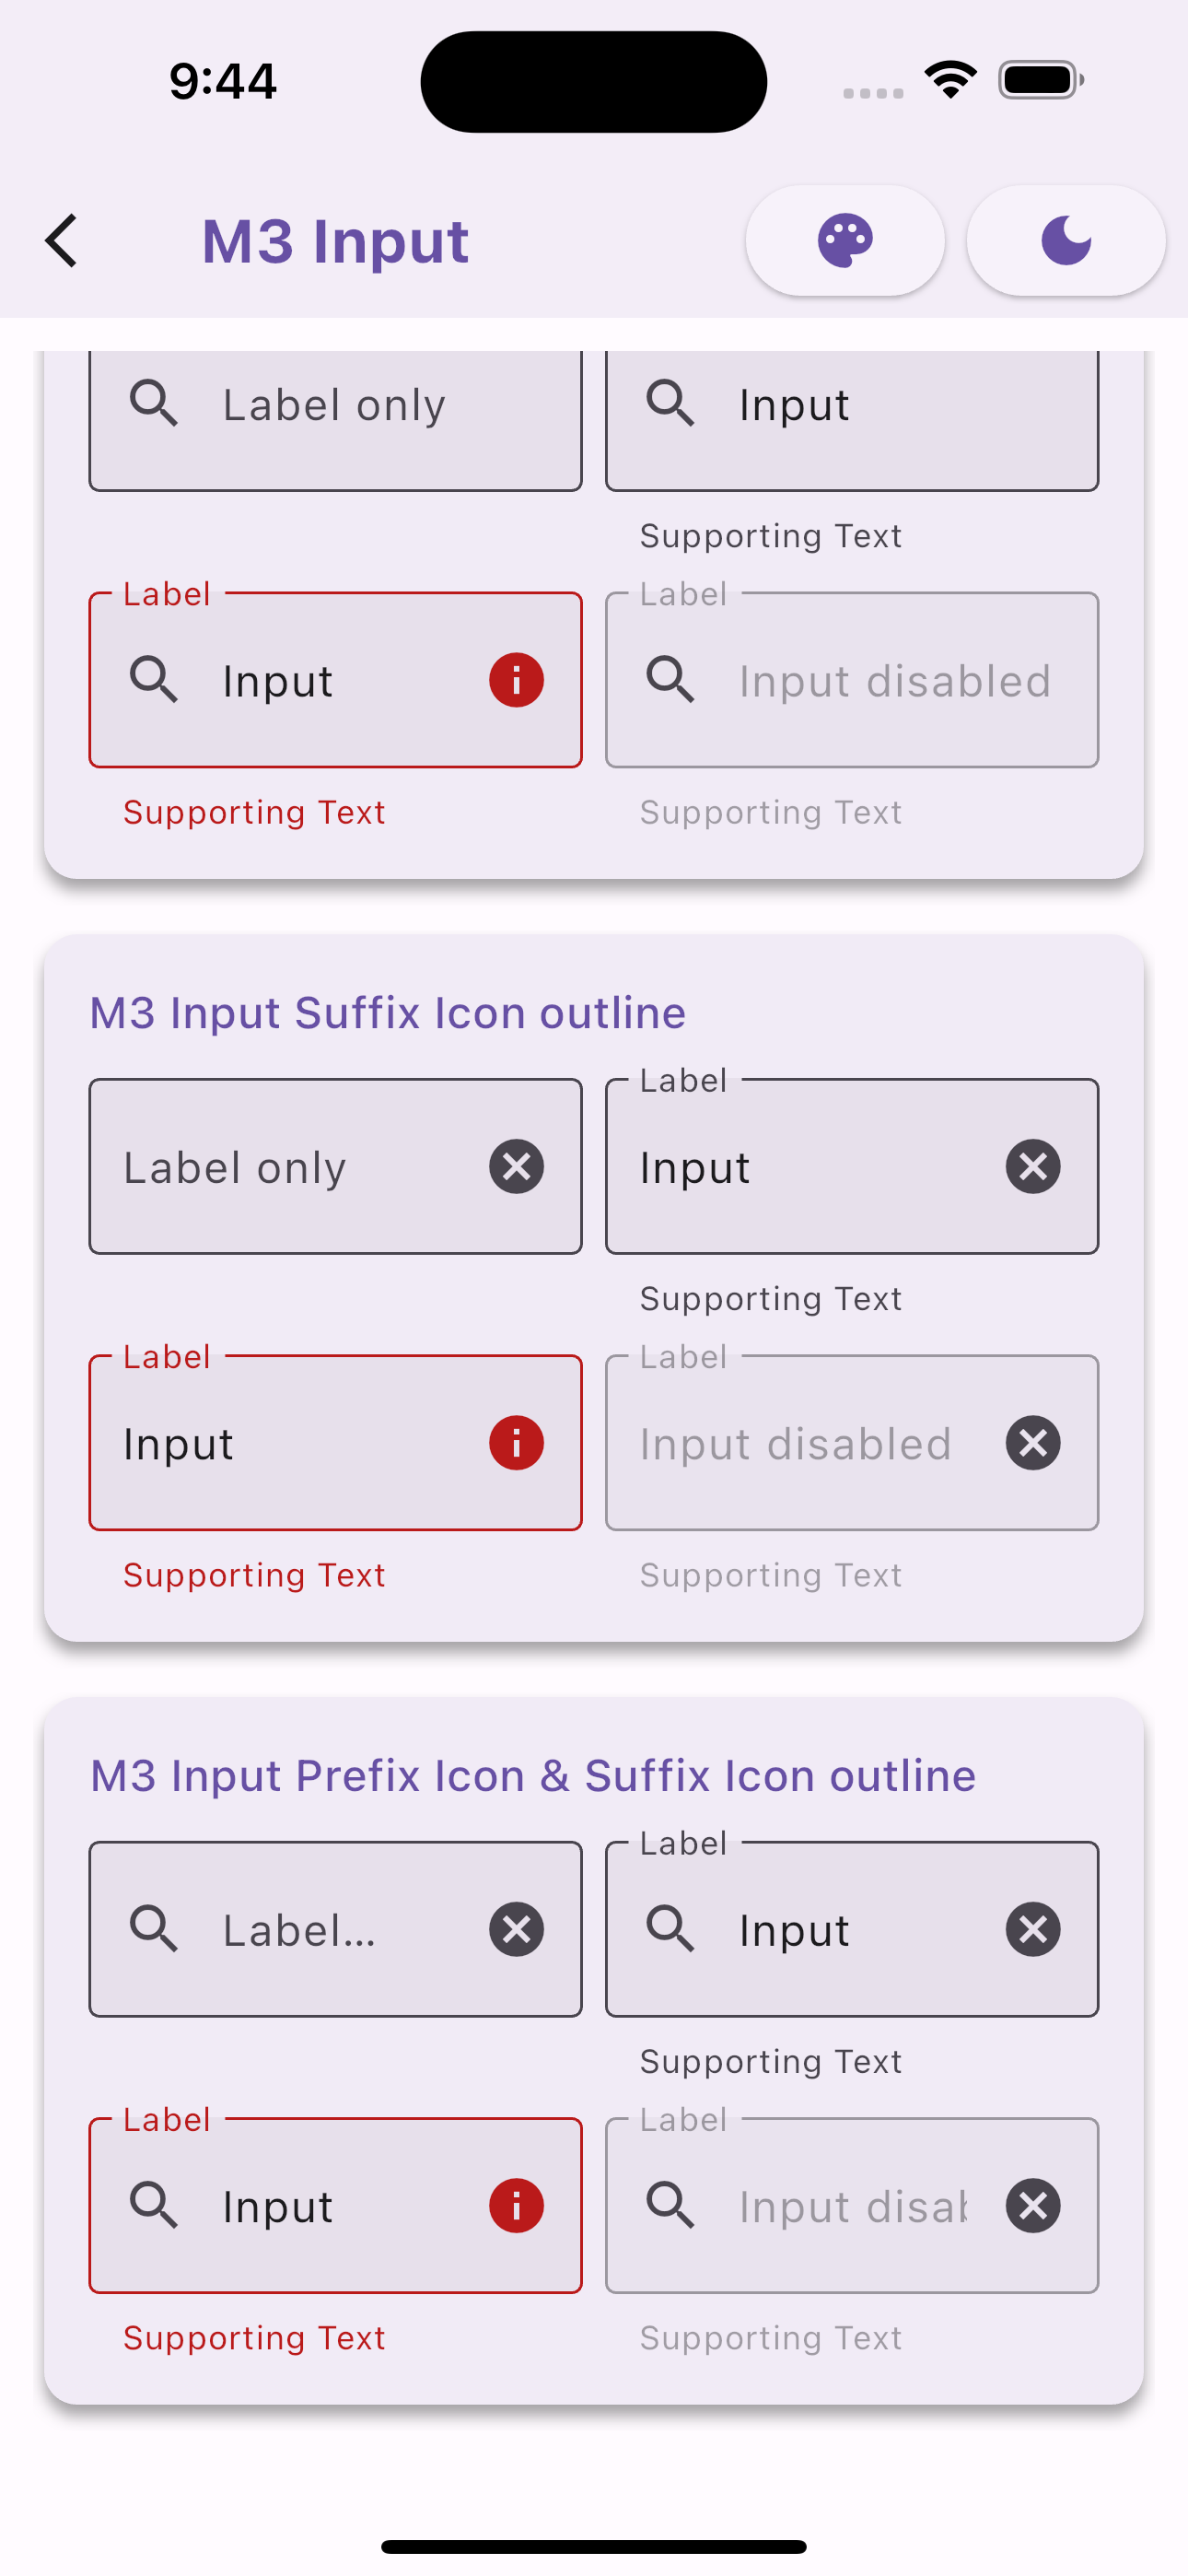 9:44
M3 Input
Label only
Input
Supporting Text
Label
Label
Input
Input disabled
Supporting Text
Supporting Text
M3 Input Suffix Icon outline
Label
Label only
Input
Supporting Text
Label
Label
Input
Input disabled
Supporting Text
Supporting Text
M3 Input Prefix Icon & Suffix Icon outline
Label
Label...
Input
Supporting Text
Label
Label
Input
Input disab
Supporting Text
Supporting Text